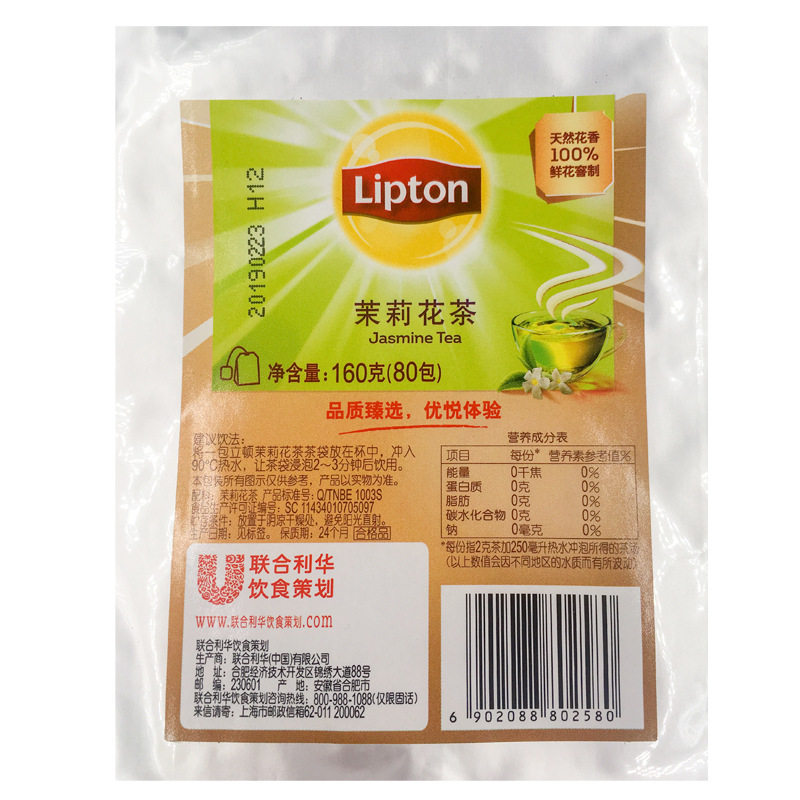 天然花香
100%
鲜花窨制
Lipton
20190223 H 12
茉莉花茶
Jasmine Tea
净含量:160克(80包)
品质臻选，优悦体验
建议饮法:
将一包立顿茉莉花茶茶袋放在杯中，冲入
90℃热水，让茶袋浸泡2~3分钟后饮用。
本包装所有图示仅供参考，产品以实物为准。
配料: 茉莉花茶 产品标准号: Q/TNBE 1003S
食品生产许可证编号: SC 11434010705097
贮存条件: 放置于阴凉干燥处，避免阳光直射。
生产日期: 见标签。 保质期: 24个月 合格品
营养成分表
项目 每份* 营养素参考值%
能量 0千焦 0%
蛋白质 0克 0%
脂肪 0克 0%
碳水化合物 0克 0%
钠 0毫克 0%
*每份指2克茶加250毫升热水冲泡所得的茶汤
(以上数值会因不同地区的水质而有所波动)
联合利华
饮食策划
www.联合利华饮食策划.com
联合利华饮食策划
生产商: 联合利华(中国)有限公司
地 址: 合肥经济技术开发区锦绣大道88号
邮 编: 230601 产 地: 安徽省合肥市
联合利华饮食策划咨询热线: 800-988-1088(仅限固话)
来信请寄: 上海市邮政信箱62-011 200062
6 902088 802580